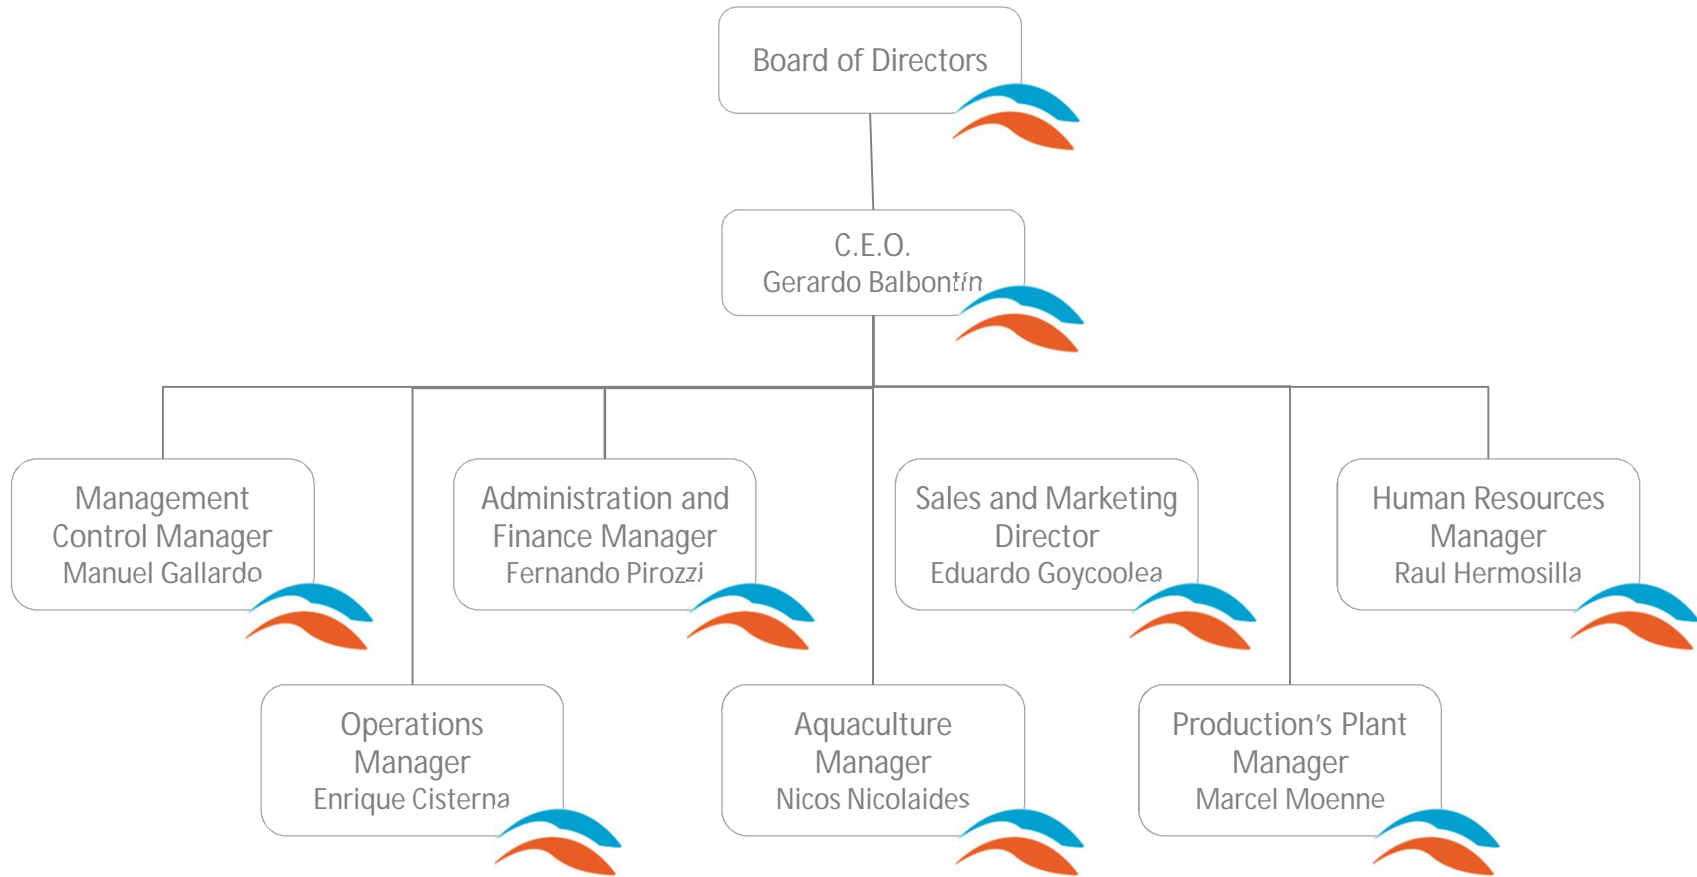 Board of Directors
C.E.O.
Gerardo Balbontín
Management
Control Manager
Manuel Gallardo
Administration and
Finance Manager
Fernando Pirozzi
Sales and Marketing
Director
Eduardo Goycoolea
Human Resources
Manager
Raul Hermosilla
Operations
Manager
Enrique Cisterna
Aquaculture
Manager
Nicos Nicolaides
Production's Plant
Manager
Marcel Moenne